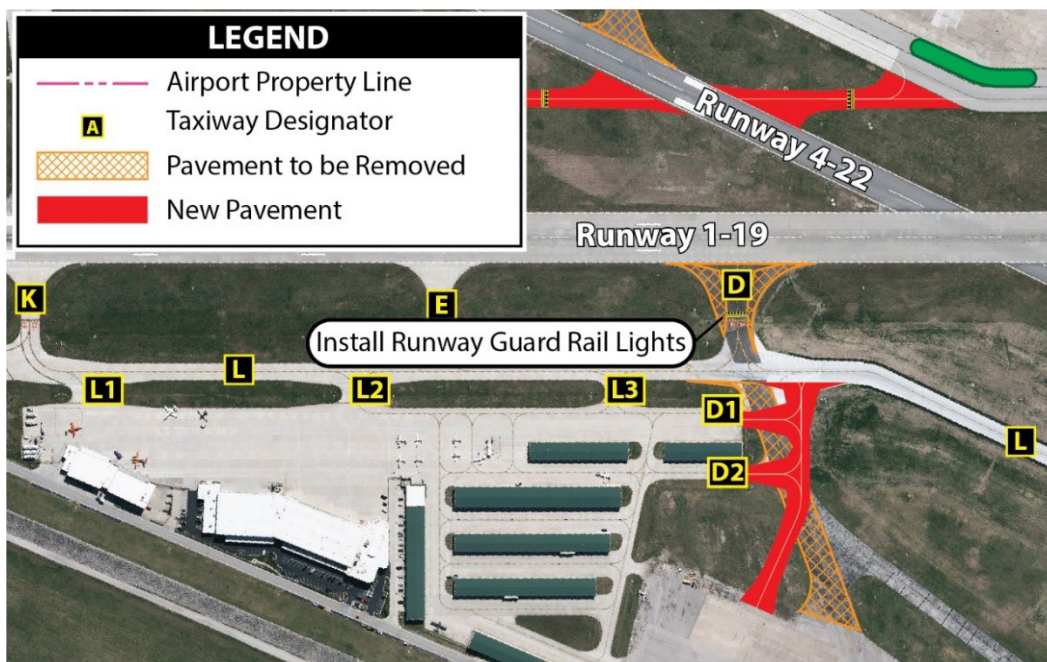 LEGEND
Airport Property Line
A
Taxiway Designator
Pavement to be Removed
New Pavement
Runway 4-22
Runway 1-19
D
K
E
Install Runway Guard Rail Lights
L
L1
L2
L3
D1
L
D2